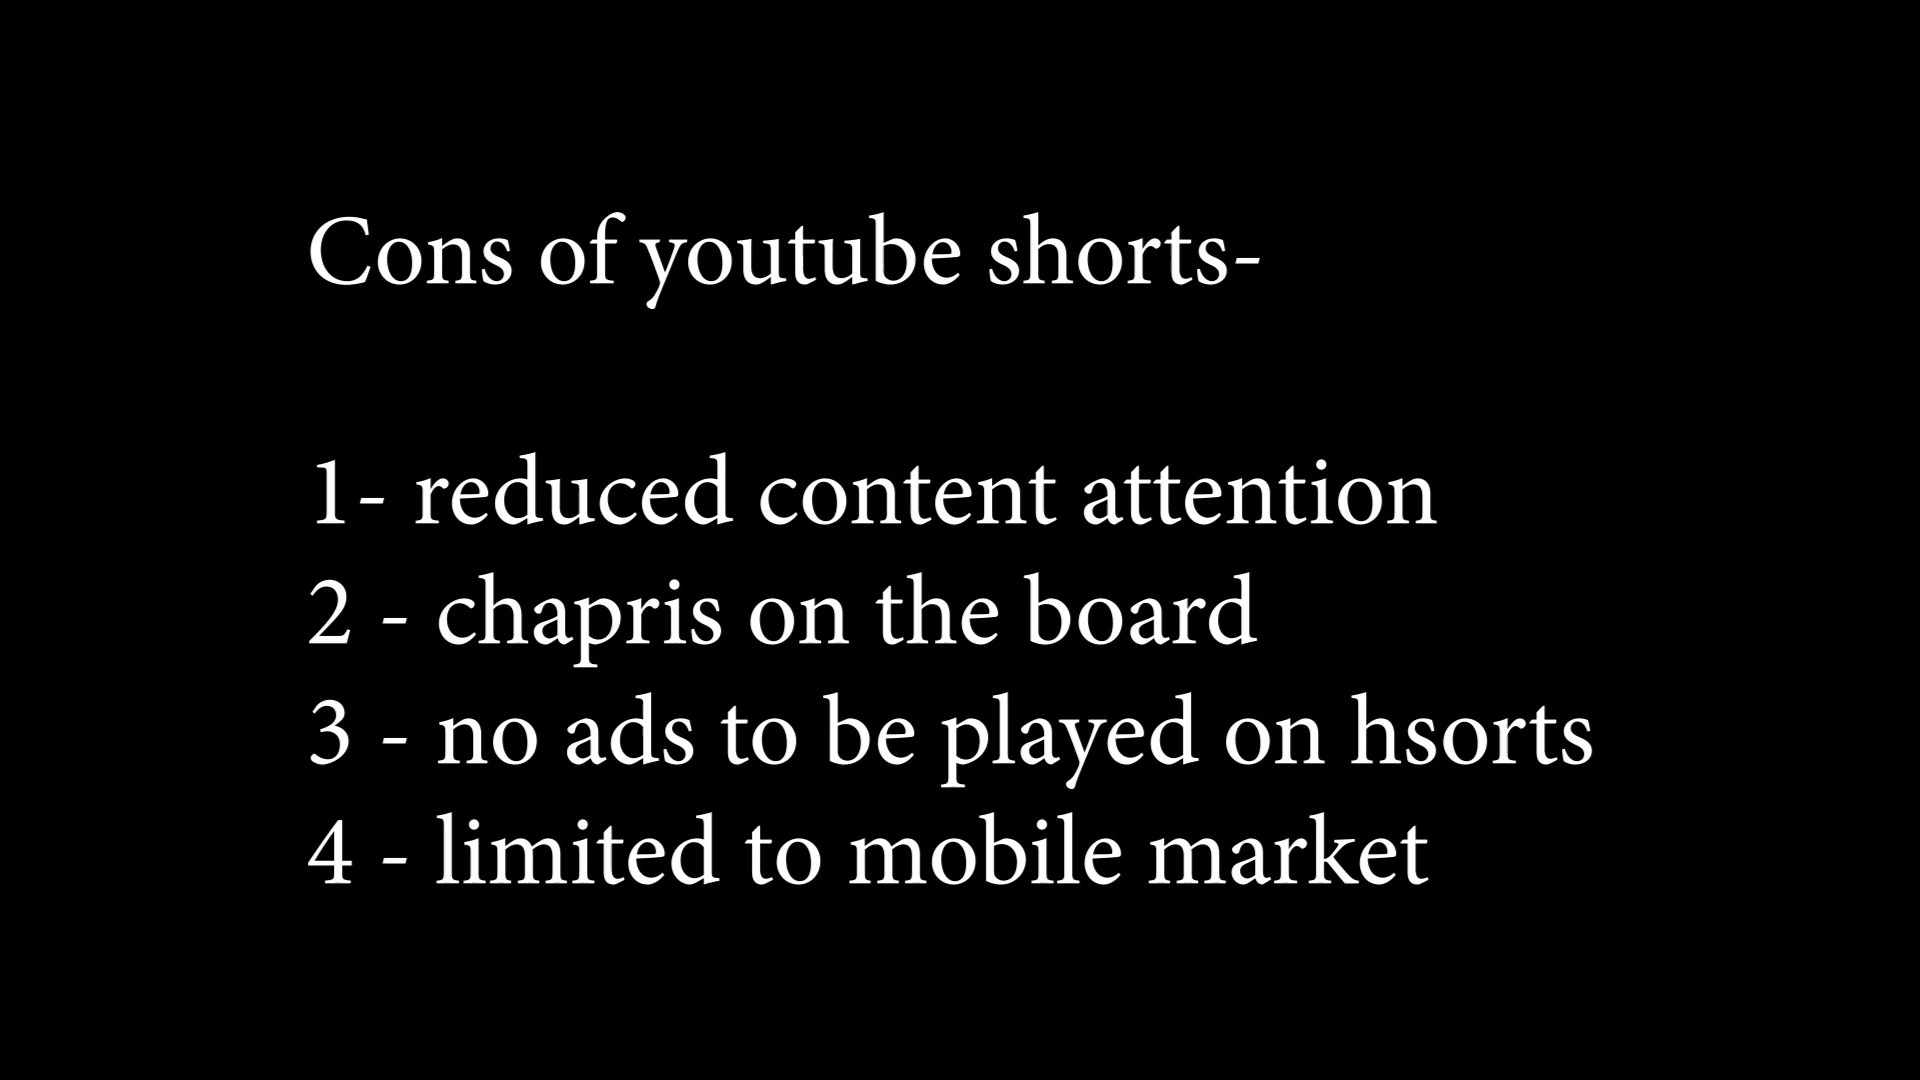 Cons of youtube shorts-
1- reduced content attention
2 - chapris on the board
3 - no ads to be played on hsorts
4 - limited to mobile market